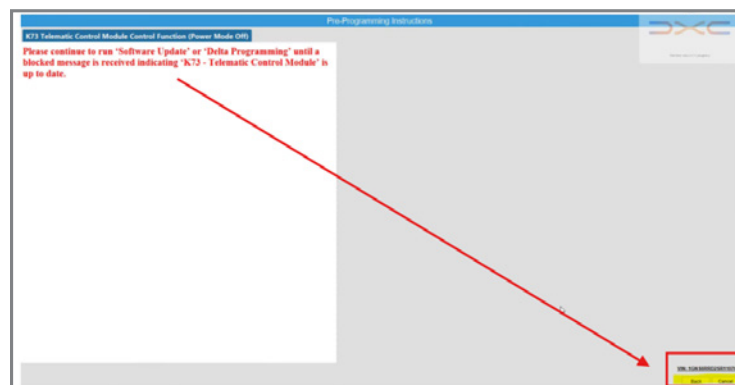 Pre-Programming Instructions
K73 Telematic Control Module Control Function (Power Mode Off)
Please continue to run 'Software Update' or 'Delta Programming' until a
blocked message is received indicating 'K73 - Telematic Control Module' is
up to date.
DXC
Back Cancel